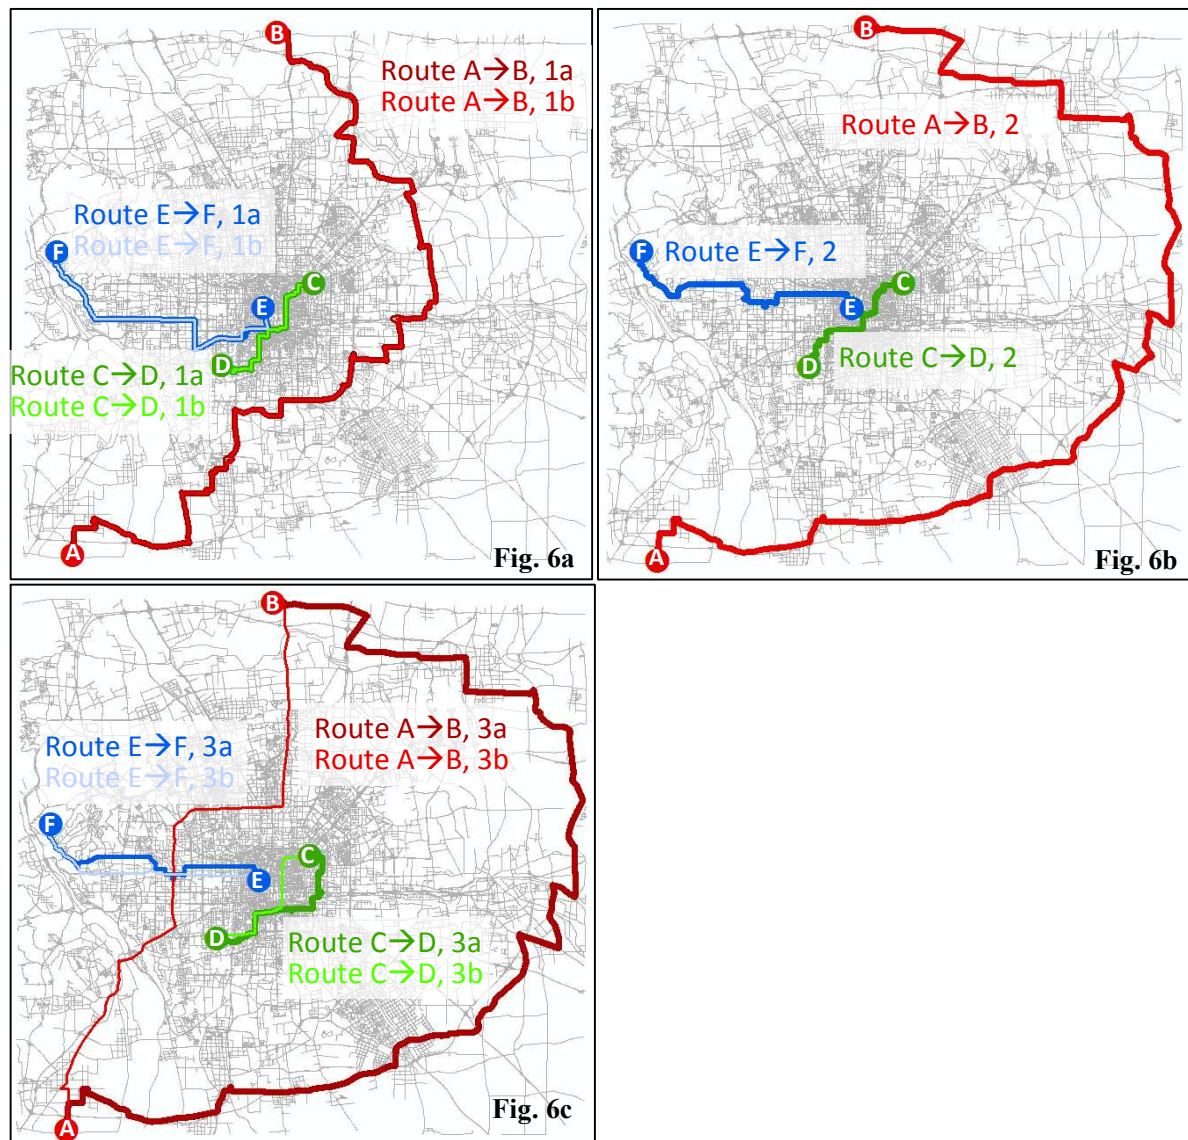 B
Route A→B, 1a
Route A→B, 1b
Route E→F, 1a
Route E→F, 1b
F
C
E
D
Route C→D, 1a
Route C→D, 1b
A
Fig. 6a
B
Route A→B, 2
F
Route E→F, 2
C
E
Route C→D, 2
D
A
Fig. 6b
B
Route A→B, 3a
Route A→B, 3b
Route E→F, 3a
Route E→F, 3b
F
C
E
D
Route C→D, 3a
Route C→D, 3b
A
Fig. 6c